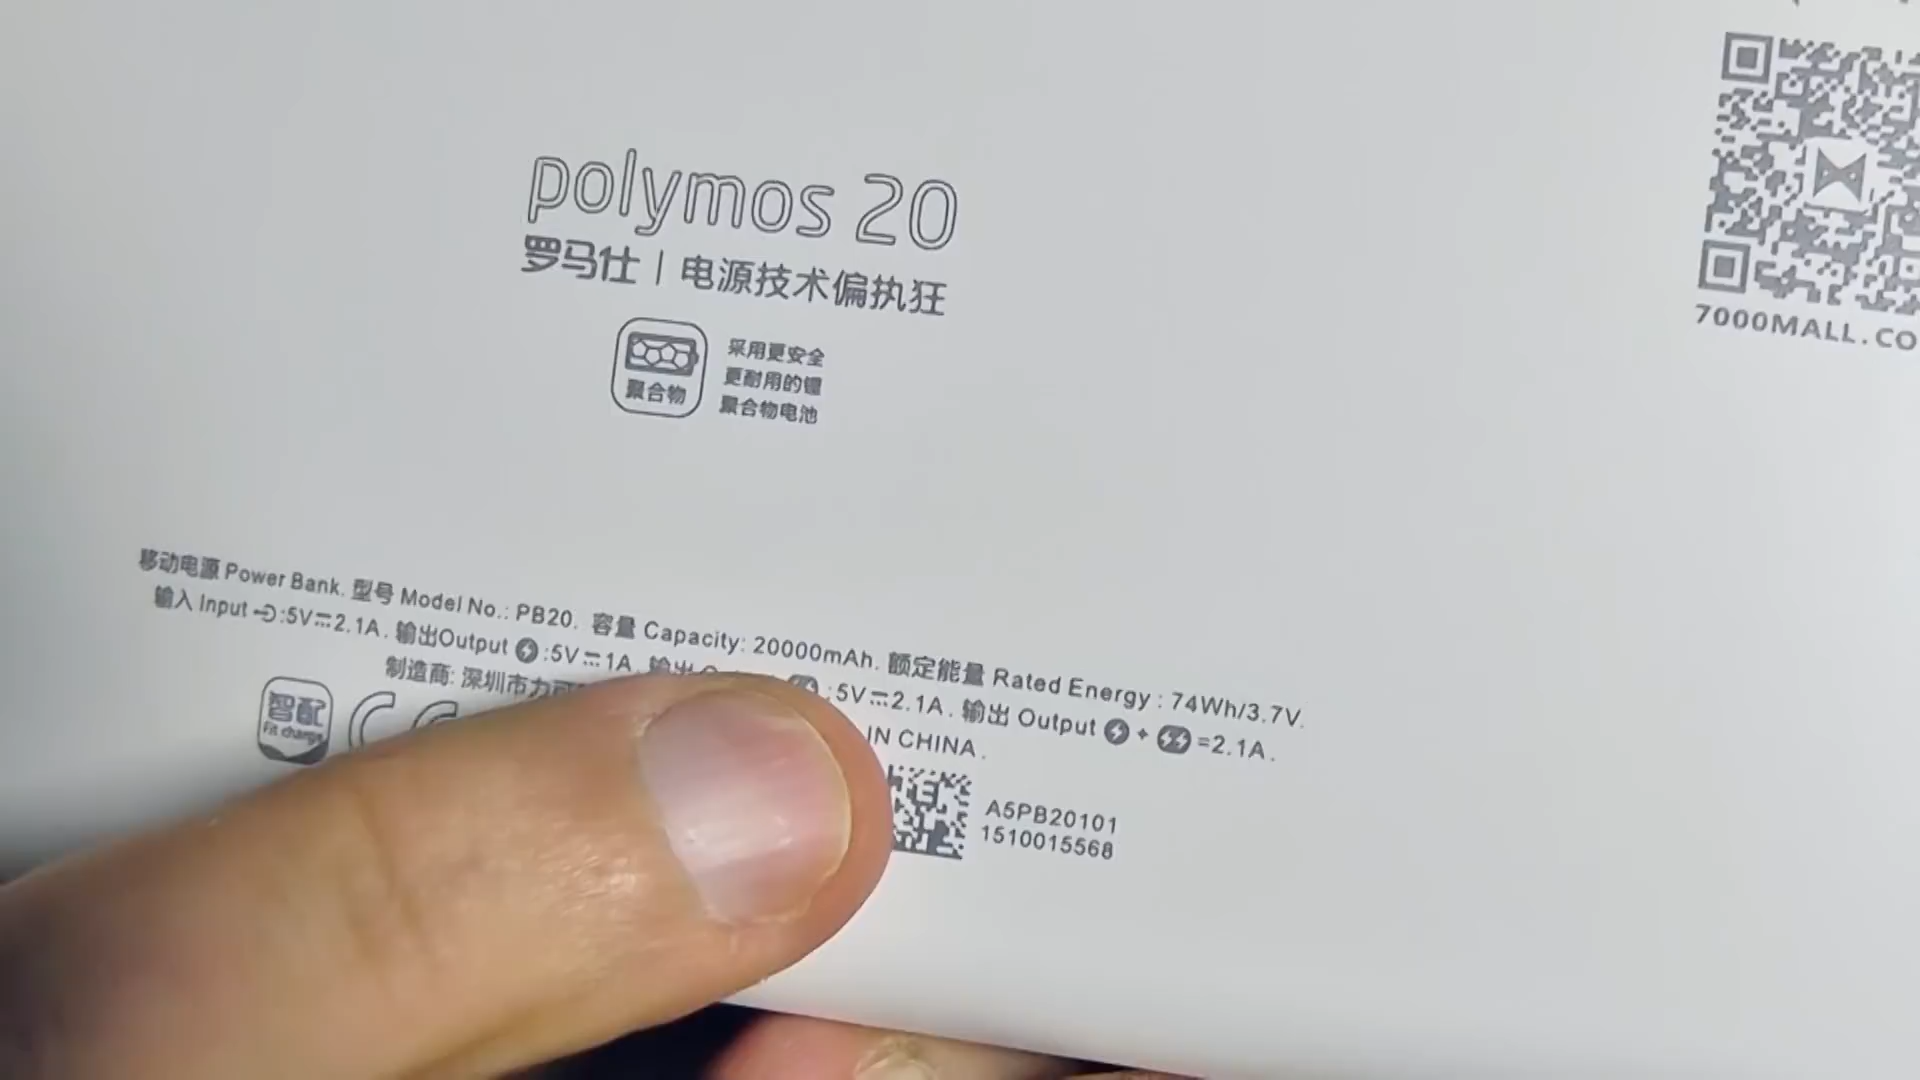 polymos 20
罗马仕 | 电源技术偏执狂
聚合物
采用更安全
更耐用的锂
聚合物电池
7000MALL.CO
移动电源 Power Bank. 型号 Model No.: PB20. 容量 Capacity: 20000mAh. 额定能量 Rated Energy : 74Wh/3.7V.
输入 Input :5V⎓2.1A. 输出Output :5V⎓1A. 输出 :5V⎓2.1A. 输出 Output + =2.1A.
制造商: 深圳市力可 IN CHINA.
智配
Fit charge
A5PB20101
1510015568